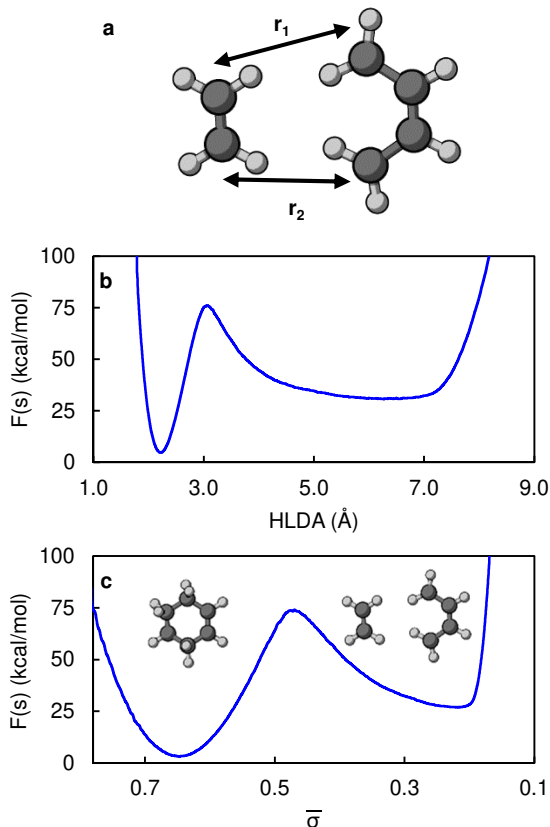 a
r₁
r₂
b
F(s) (kcal/mol)
100
75
50
25
0
1.0 3.0 5.0 7.0 9.0
HLDA (Å)
c
F(s) (kcal/mol)
100
75
50
25
0
0.7 0.5 0.3 0.1
σ̅